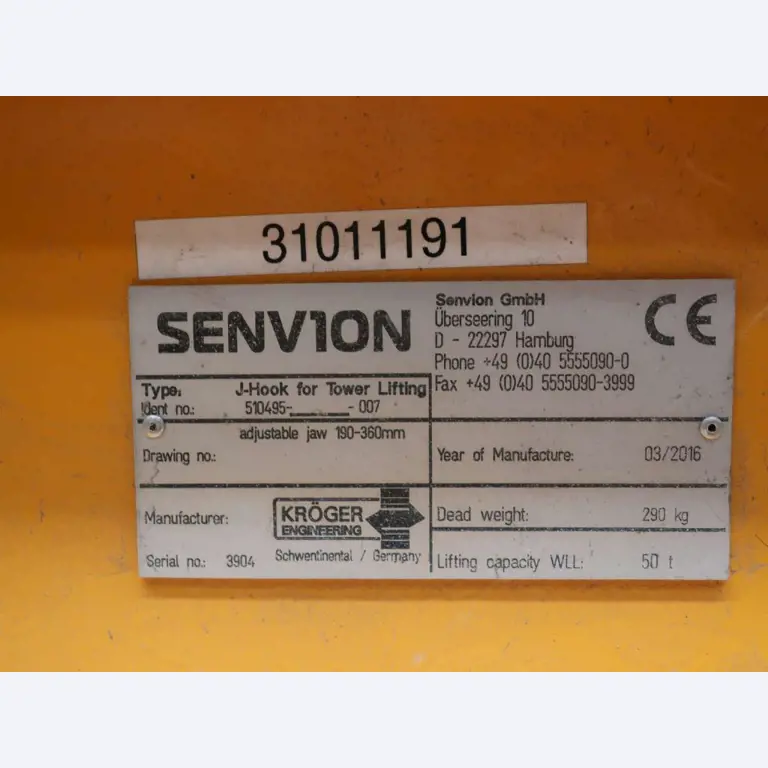 31011191
SENVION
Senvion GmbH
Überseering 10
D - 22297 Hamburg
Phone +49 (0)40 5555090-0
Fax +49 (0)40 5555090-3999
CE
Type: J-Hook for Tower Lifting
Ident no.: 510495-______- 007
adjustable jaw 190-360mm
Drawing no.:
Year of Manufacture: 03/2016
Manufacturer: KRÖGER
ENGINEERING
Schwentinental / Germany
Serial no.: 3904
Dead weight: 290 kg
Lifting capacity WLL: 50 t